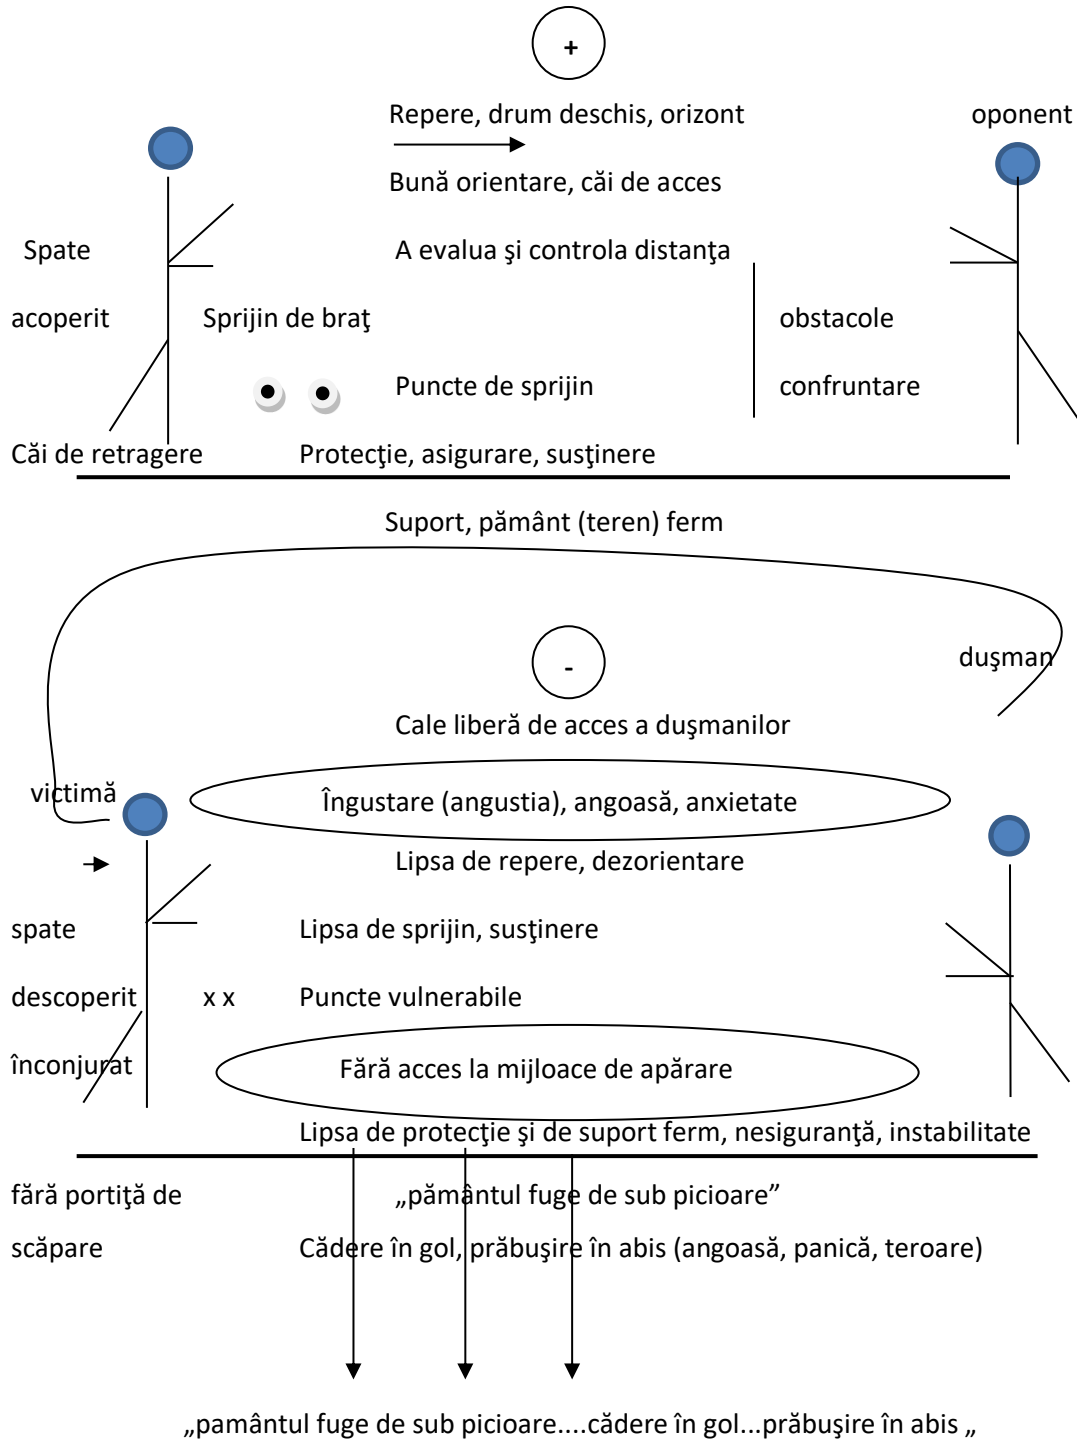 +
Repere, drum deschis, orizont oponent
Bună orientare, căi de acces
Spate A evalua şi controla distanţa
acoperit Sprijin de braţ obstacole
Puncte de sprijin confruntare
Căi de retragere Protecţie, asigurare, susţinere
Suport, pământ (teren) ferm
-
duşman
Cale liberă de acces a duşmanilor
victimă Îngustare (angustia), angoasă, anxietate
Lipsa de repere, dezorientare
spate Lipsa de sprijin, susţinere
descoperit x x Puncte vulnerabile
înconjurat Fără acces la mijloace de apărare
Lipsa de protecţie şi de suport ferm, nesiguranţă, instabilitate
fără portiţă de „pământul fuge de sub picioare”
scăpare Cădere în gol, prăbuşire în abis (angoasă, panică, teroare)
„pamântul fuge de sub picioare....cădere în gol...prăbuşire în abis „